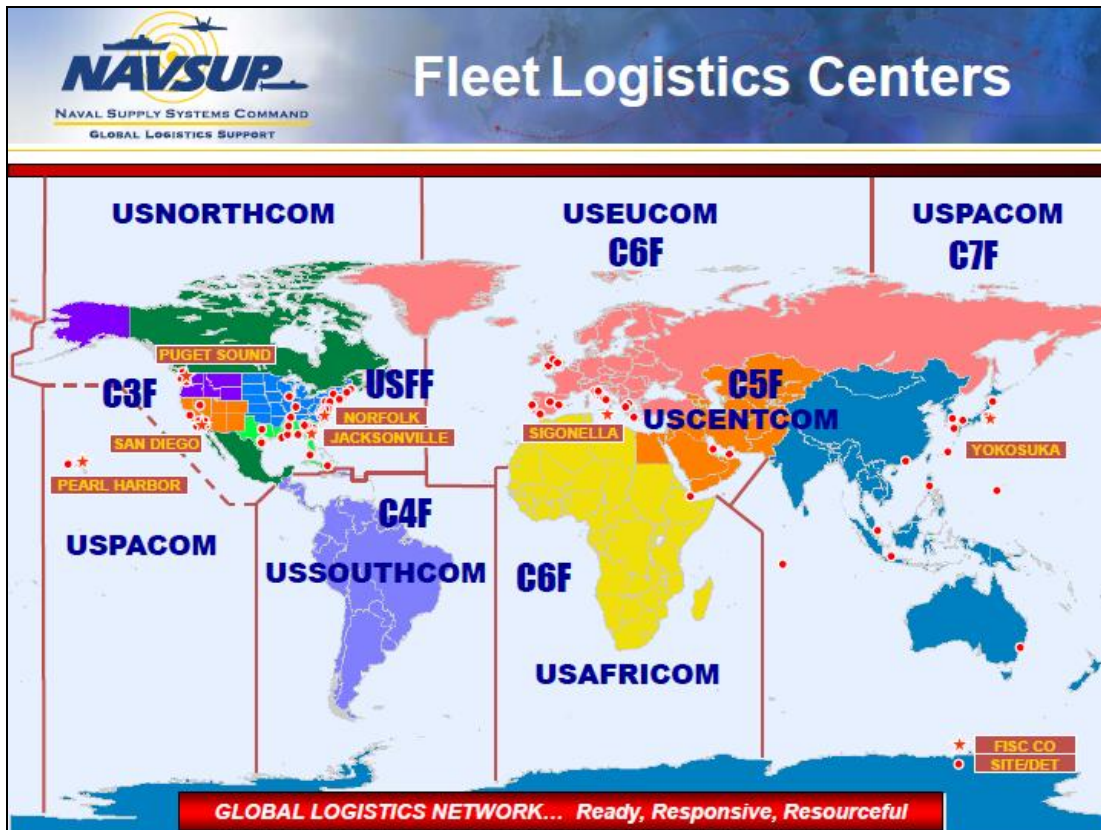 NAVSUP
NAVAL SUPPLY SYSTEMS COMMAND
GLOBAL LOGISTICS SUPPORT
Fleet Logistics Centers
USNORTHCOM
USEUCOM
C6F
USPACOM
C7F
PUGET SOUND
C3F
USFF
C5F
USCENTCOM
NORFOLK
SAN DIEGO
JACKSONVILLE
SIGONELLA
YOKOSUKA
PEARL HARBOR
C4F
USPACOM
USSOUTHCOM
C6F
USAFRICOM
FISC CO
SITE/DET
GLOBAL LOGISTICS NETWORK... Ready, Responsive, Resourceful